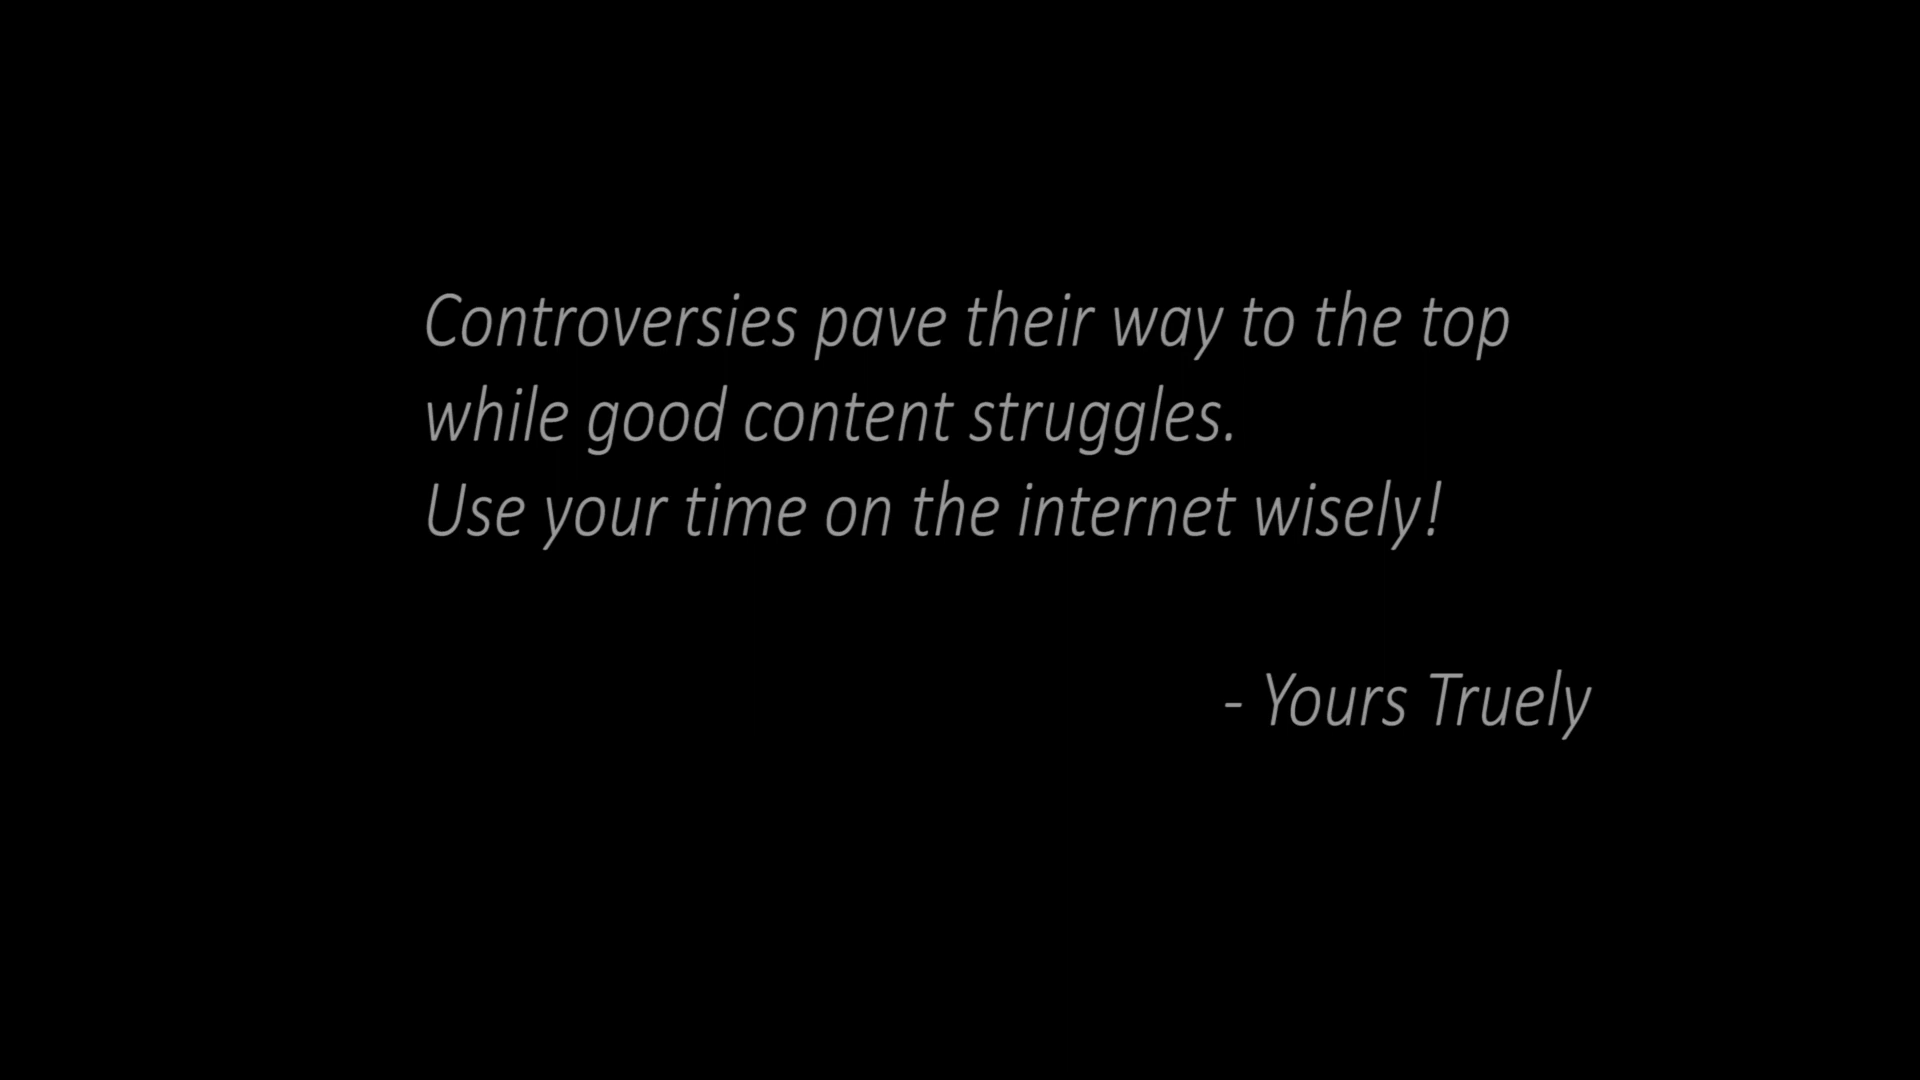 Controversies pave their way to the top
while good content struggles.
Use your time on the internet wisely!
- Yours Truely